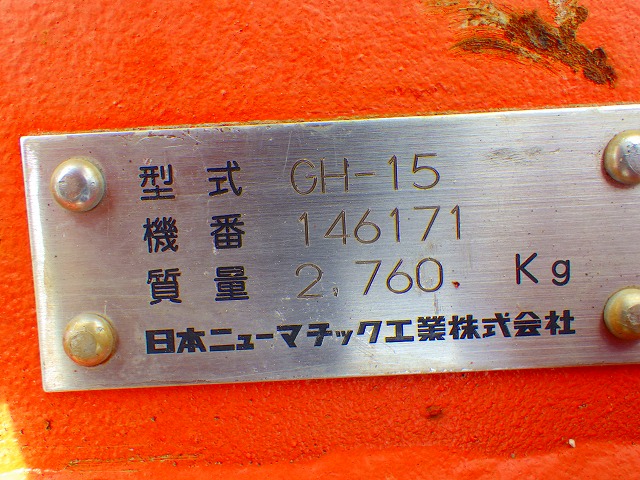 型式 GH-15
機番 146171
質量 2,760 Kg
日本ニューマチック工業株式会社